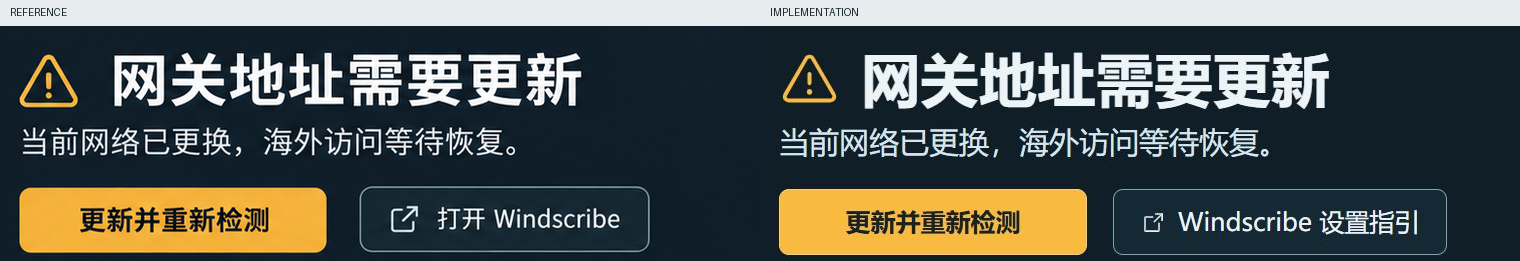 REFERENCE
网关地址需要更新
当前网络已更换，海外访问等待恢复。
更新并重新检测
打开 Windscribe
IMPLEMENTATION
网关地址需要更新
当前网络已更换，海外访问等待恢复。
更新并重新检测
Windscribe 设置指引